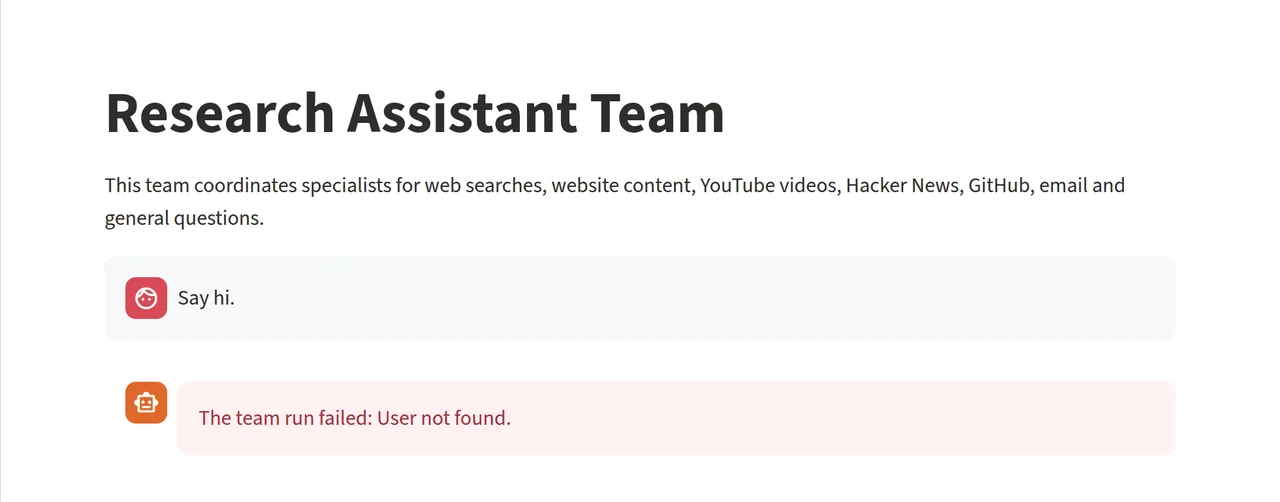 Research Assistant Team
This team coordinates specialists for web searches, website content, YouTube videos, Hacker News, GitHub, email and
general questions.
Say hi.
The team run failed: User not found.